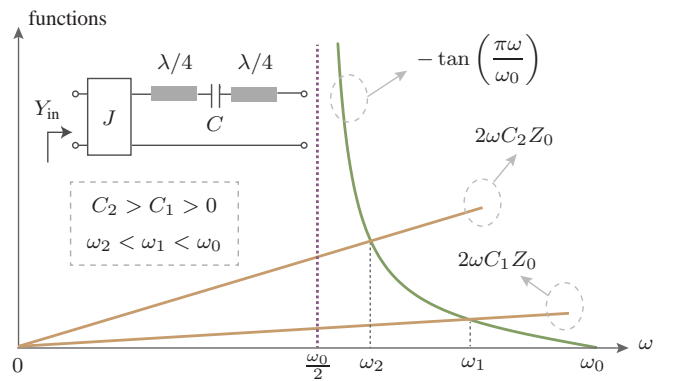 functions
λ/4 λ/4
− tan (πω/ω₀)
Y_in
J
C
2ωC₂Z₀
C₂ > C₁ > 0
ω₂ < ω₁ < ω₀
2ωC₁Z₀
ω
0 ω₀/2 ω₂ ω₁ ω₀